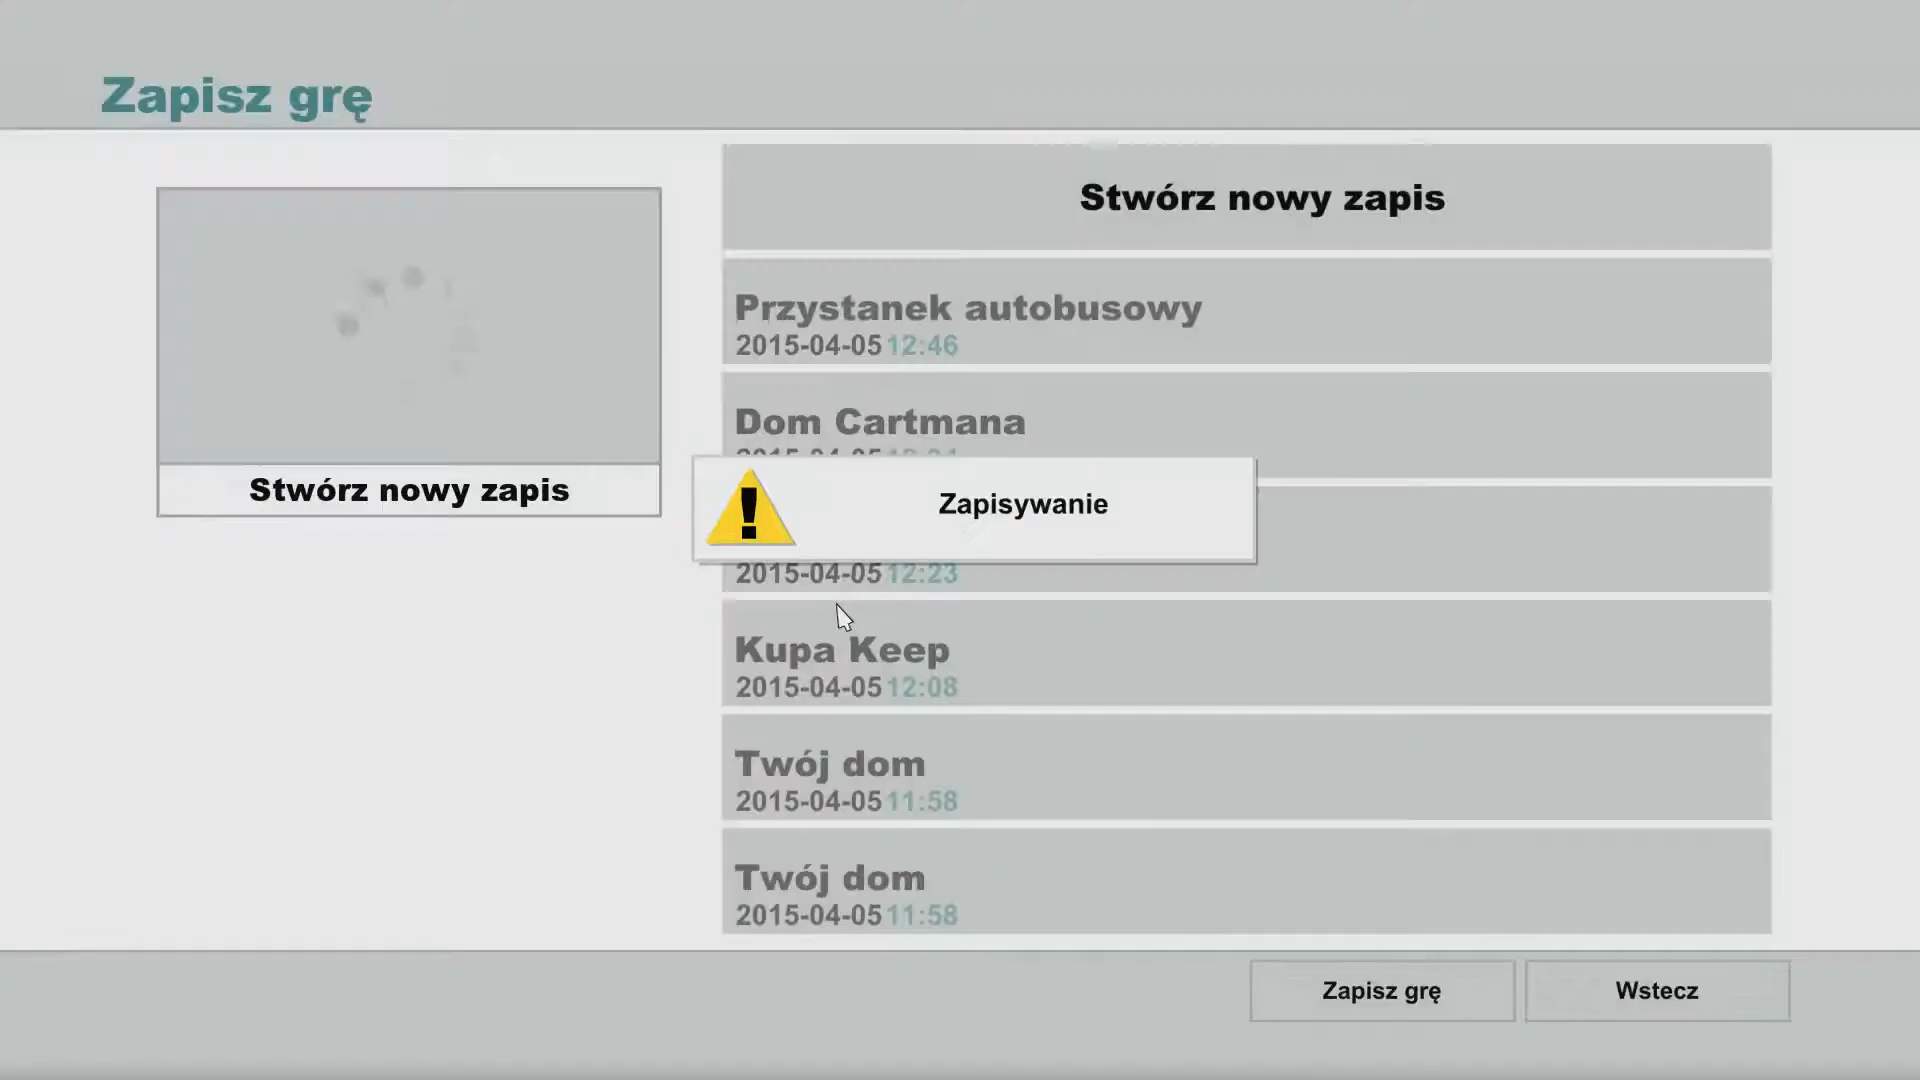 Zapisz grę
Stwórz nowy zapis
Stwórz nowy zapis
Przystanek autobusowy
2015-04-05 12:46
Dom Cartmana
Zapisywanie
2015-04-05 12:23
Kupa Keep
2015-04-05 12:08
Twój dom
2015-04-05 11:58
Twój dom
2015-04-05 11:58
Zapisz grę
Wstecz